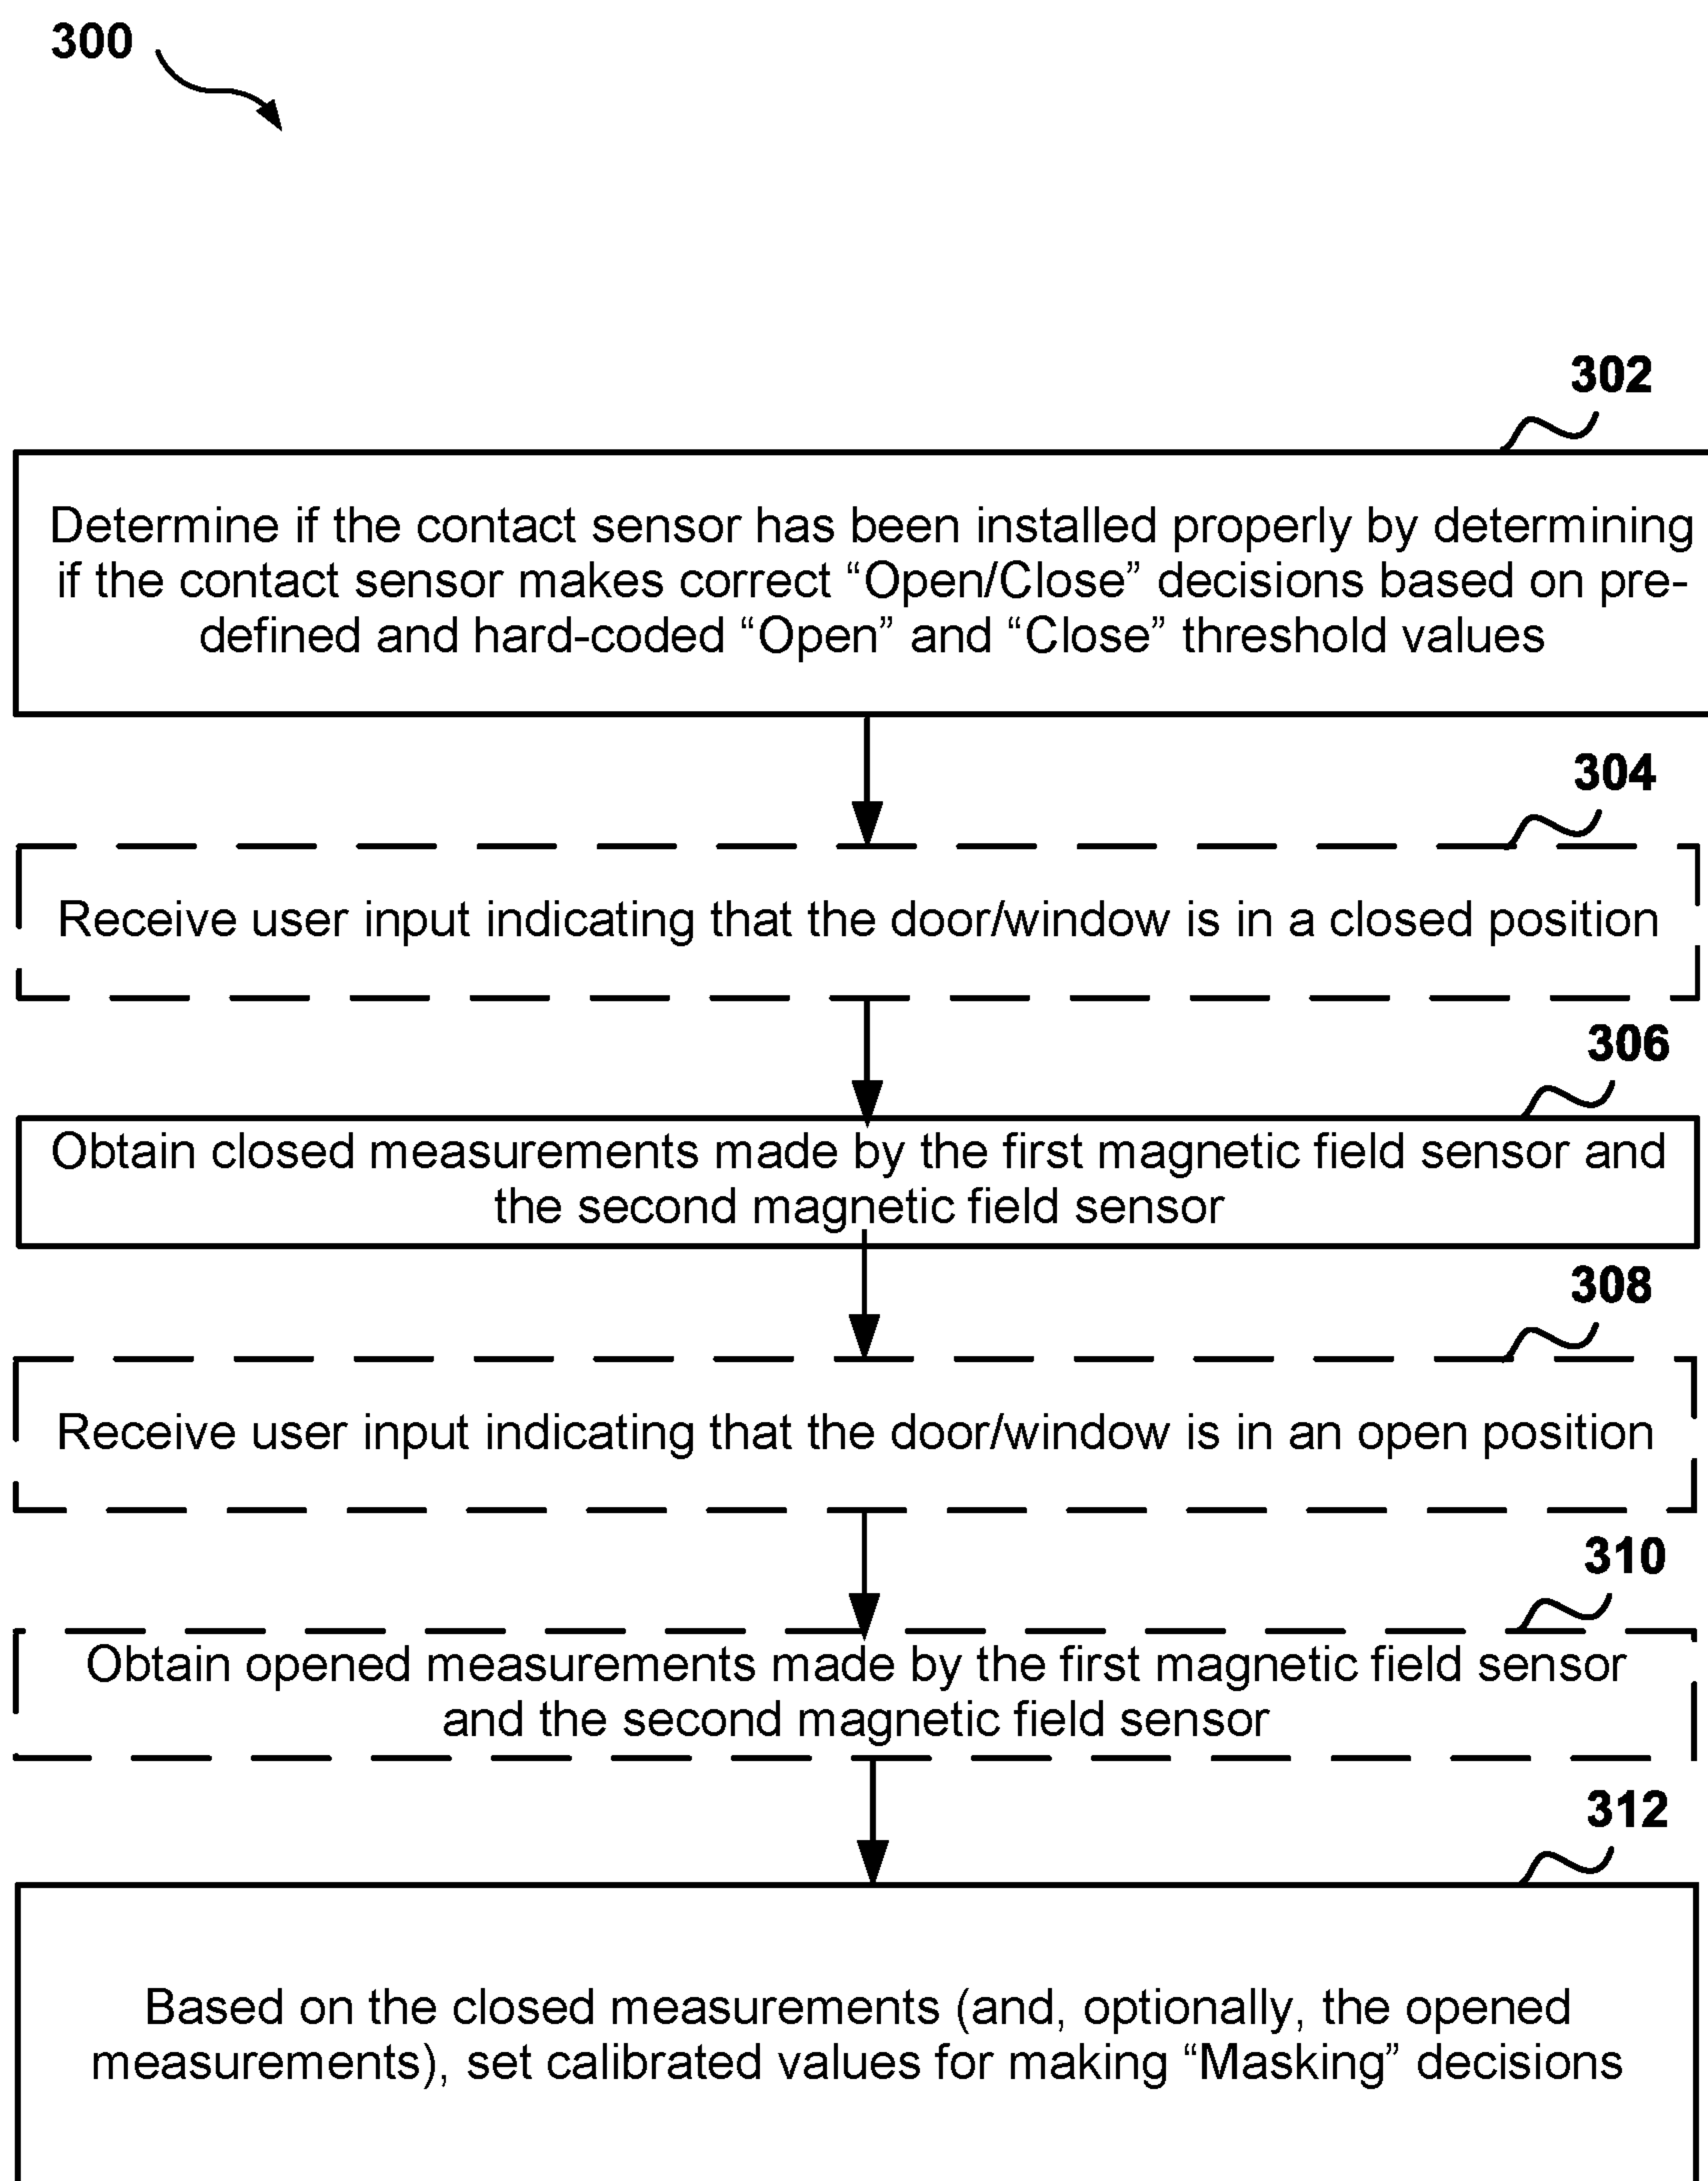 300
302
Determine if the contact sensor has been installed properly by determining
if the contact sensor makes correct “Open/Close” decisions based on pre-
defined and hard-coded “Open” and “Close” threshold values
304
Receive user input indicating that the door/window is in a closed position
306
Obtain closed measurements made by the first magnetic field sensor and
the second magnetic field sensor
308
Receive user input indicating that the door/window is in an open position
310
Obtain opened measurements made by the first magnetic field sensor
and the second magnetic field sensor
312
Based on the closed measurements (and, optionally, the opened
measurements), set calibrated values for making “Masking” decisions